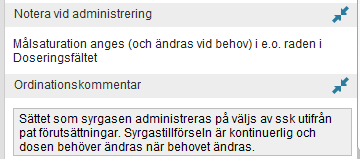 Notera vid administrering
Målsaturation anges (och ändras vid behov) i e.o. raden i
Doseringsfältet
Ordinationskommentar
Sättet som syrgasen administreras på väljs av ssk utifrån
pat förutsättningar. Syrgastillförseln är kontinuerlig och
dosen behöver ändras när behovet ändras.